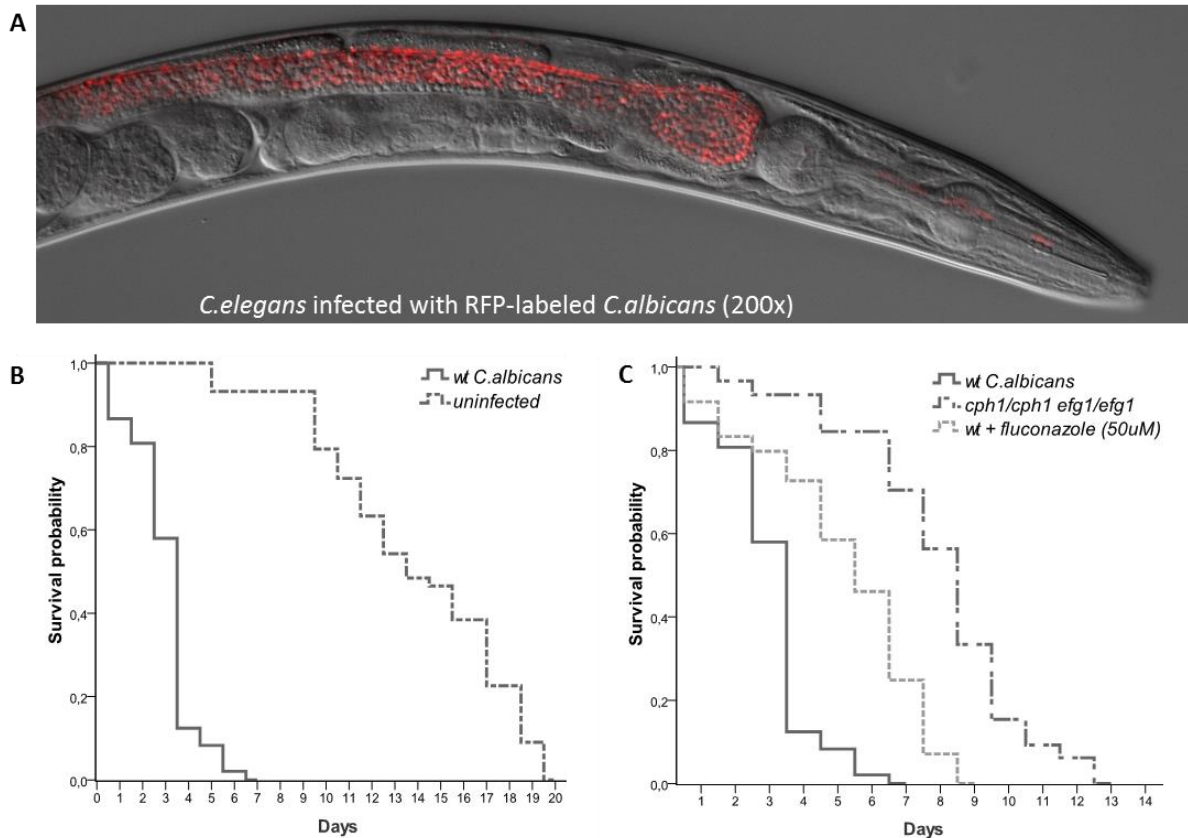 A
C.elegans infected with RFP-labeled C.albicans (200x)
B
wt C.albicans
uninfected
1,0
0,8
0,6
0,4
0,2
0,0
Survival probability
0 1 2 3 4 5 6 7 8 9 10 11 12 13 14 15 16 17 18 19 20
Days
C
wt C.albicans
cph1/cph1 efg1/efg1
wt + fluconazole (50uM)
1,0
0,8
0,6
0,4
0,2
0,0
Survival probability
1 2 3 4 5 6 7 8 9 10 11 12 13 14
Days